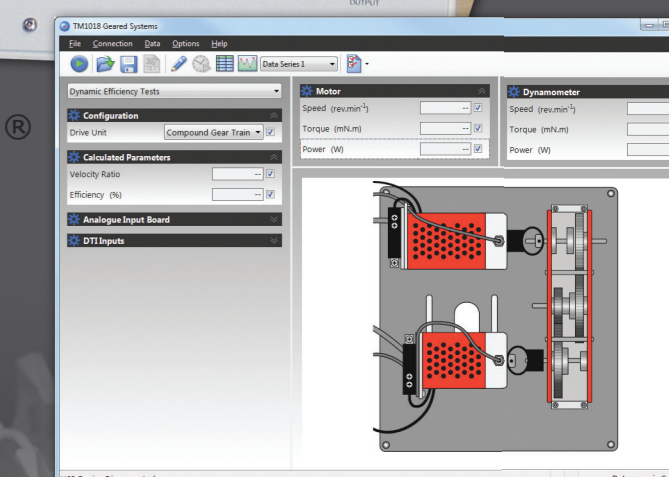 OUTPUT
TM1018 Geared Systems
File Connection Data Options Help
Data Series 1
Dynamic Efficiency Tests
Configuration
Drive Unit Compound Gear Train
Calculated Parameters
Velocity Ratio --
Efficiency (%) --
Analogue Input Board
DTI Inputs
Motor
Speed (rev.min⁻¹) --
Torque (mN.m) --
Power (W) --
Dynamometer
Speed (rev.min⁻¹)
Torque (mN.m)
Power (W)
®